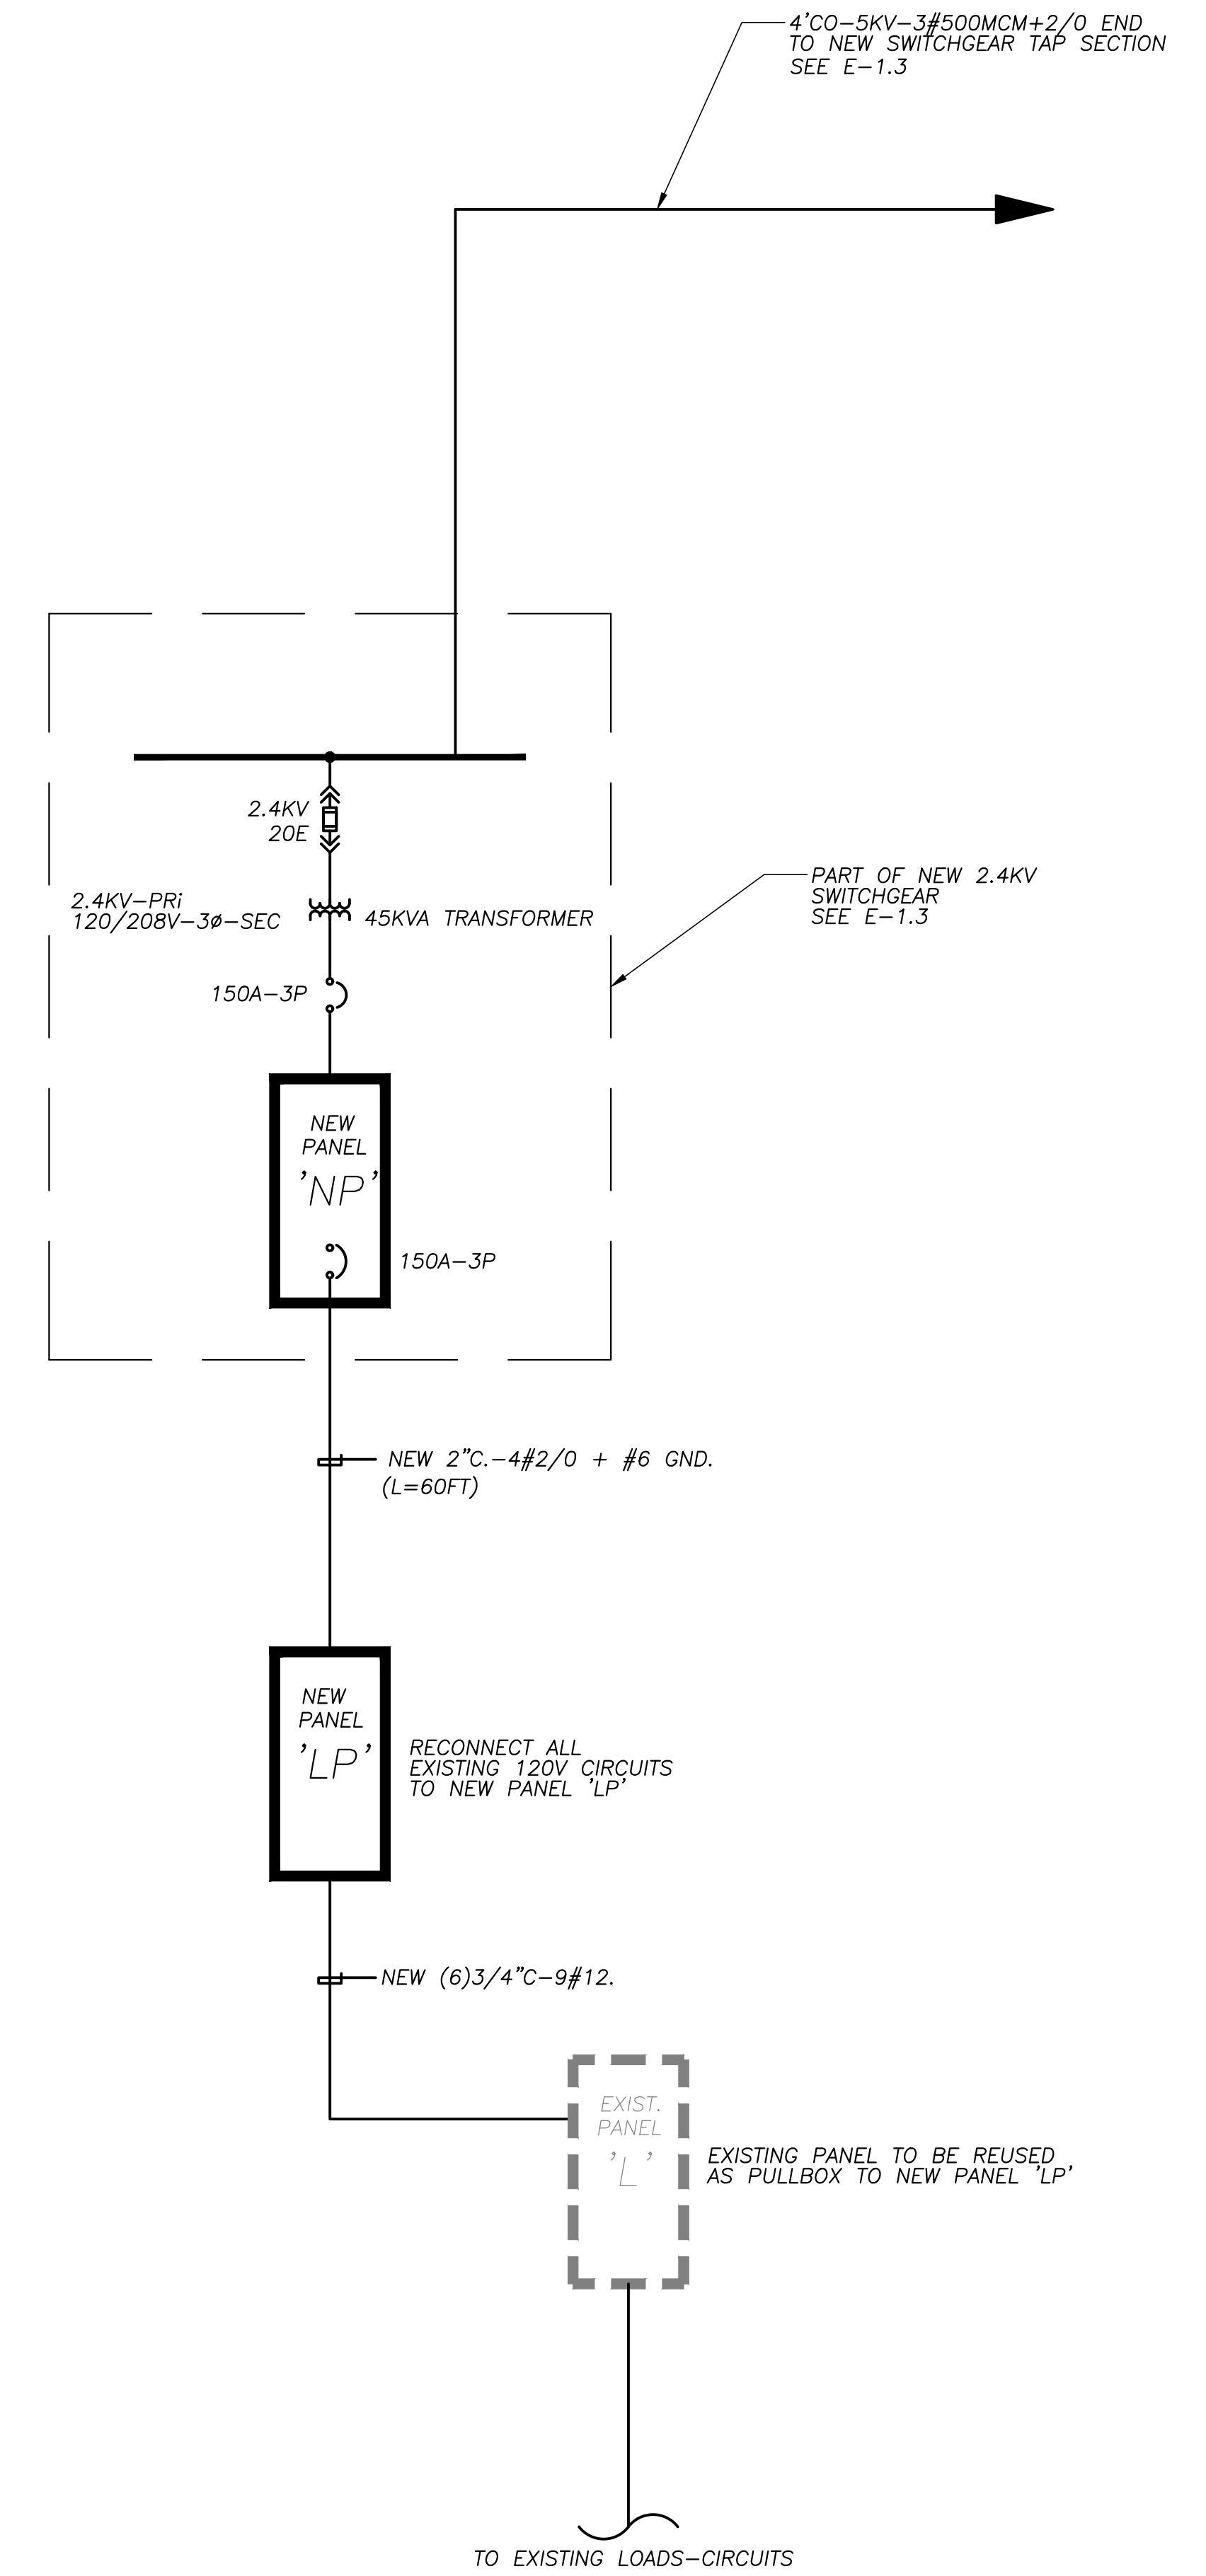 4'CO-5KV-3#500MCM+2/0 END
TO NEW SWITCHGEAR TAP SECTION
SEE E-1.3
2.4KV
20E
2.4KV-PRi
120/208V-3ø-SEC
45KVA TRANSFORMER
PART OF NEW 2.4KV
SWITCHGEAR
SEE E-1.3
150A-3P
NEW
PANEL
'NP'
150A-3P
NEW 2"C.-4#2/0 + #6 GND.
(L=60FT)
NEW
PANEL
'LP'
RECONNECT ALL
EXISTING 120V CIRCUITS
TO NEW PANEL 'LP'
NEW (6)3/4"C-9#12.
EXIST.
PANEL
'L'
EXISTING PANEL TO BE REUSED
AS PULLBOX TO NEW PANEL 'LP'
TO EXISTING LOADS-CIRCUITS